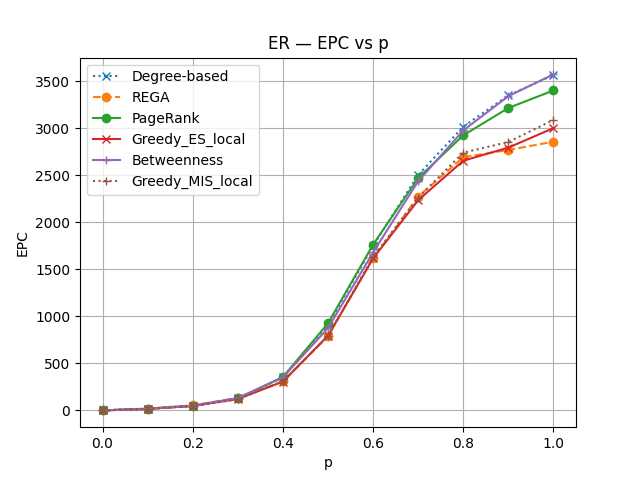 ER — EPC vs p
Degree-based
REGA
PageRank
Greedy_ES_local
Betweenness
Greedy_MIS_local
EPC
3500
3000
2500
2000
1500
1000
500
0
0.0 0.2 0.4 0.6 0.8 1.0
p